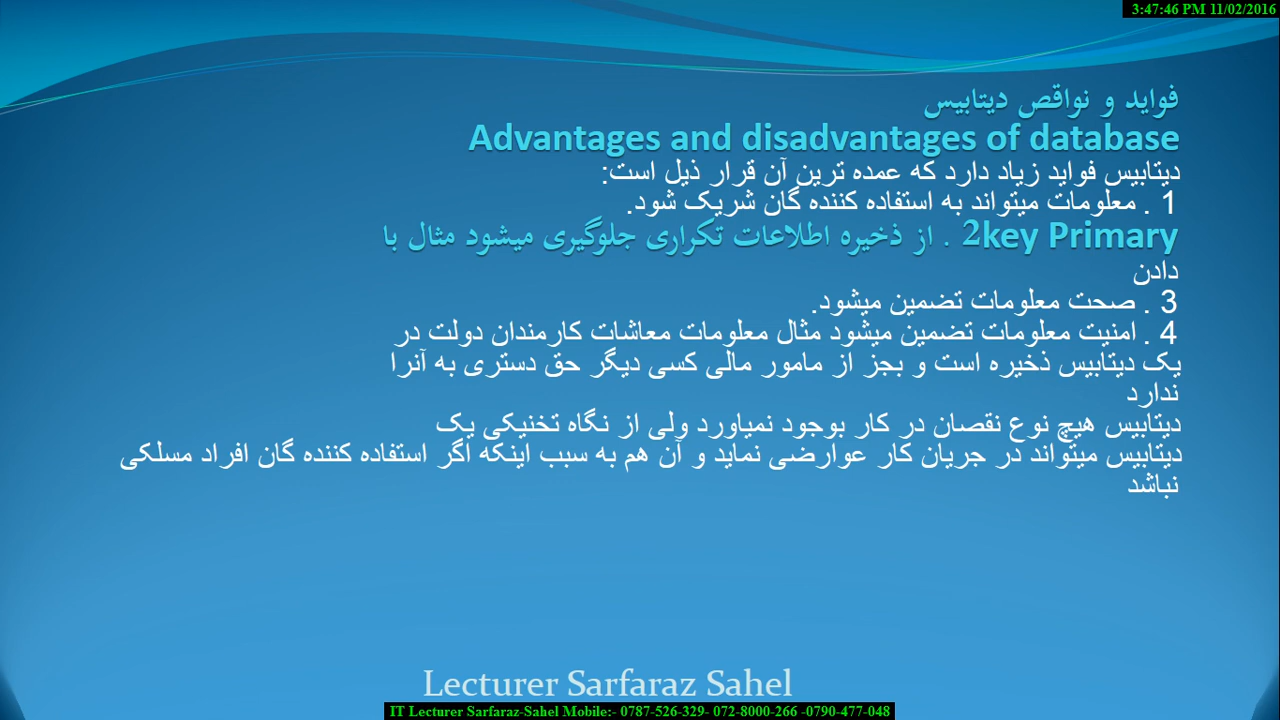 3:47:46 PM 11/02/2016
فواید و نواقص دیتابیس
Advantages and disadvantages of database
دیتابیس فواید زیاد دارد که عمده ترین آن قرار ذیل است:
1 . معلومات میتواند به استفاده کننده گان شریک شود.
key Primary2 . از ذخیره اطلاعات تکراری جلوگیری میشود مثال با
دادن
3 . صحت معلومات تضمین میشود.
4 . امنیت معلومات تضمین میشود مثال معلومات معاشات کارمندان دولت در
یک دیتابیس ذخیره است و بجز از مامور مالی کسی دیگر حق دستری به آنرا
ندارد
دیتابیس هیچ نوع نقصان در کار بوجود نمیاورد ولی از نگاه تخنیکی یک
دیتابیس میتواند در جریان کار عوارضی نماید و آن هم به سبب اینکه اگر استفاده کننده گان افراد مسلکی
نباشد
Lecturer Sarfaraz Sahel
IT Lecturer Sarfaraz-Sahel Mobile:- 0787-526-329- 072-8000-266 -0790-477-048